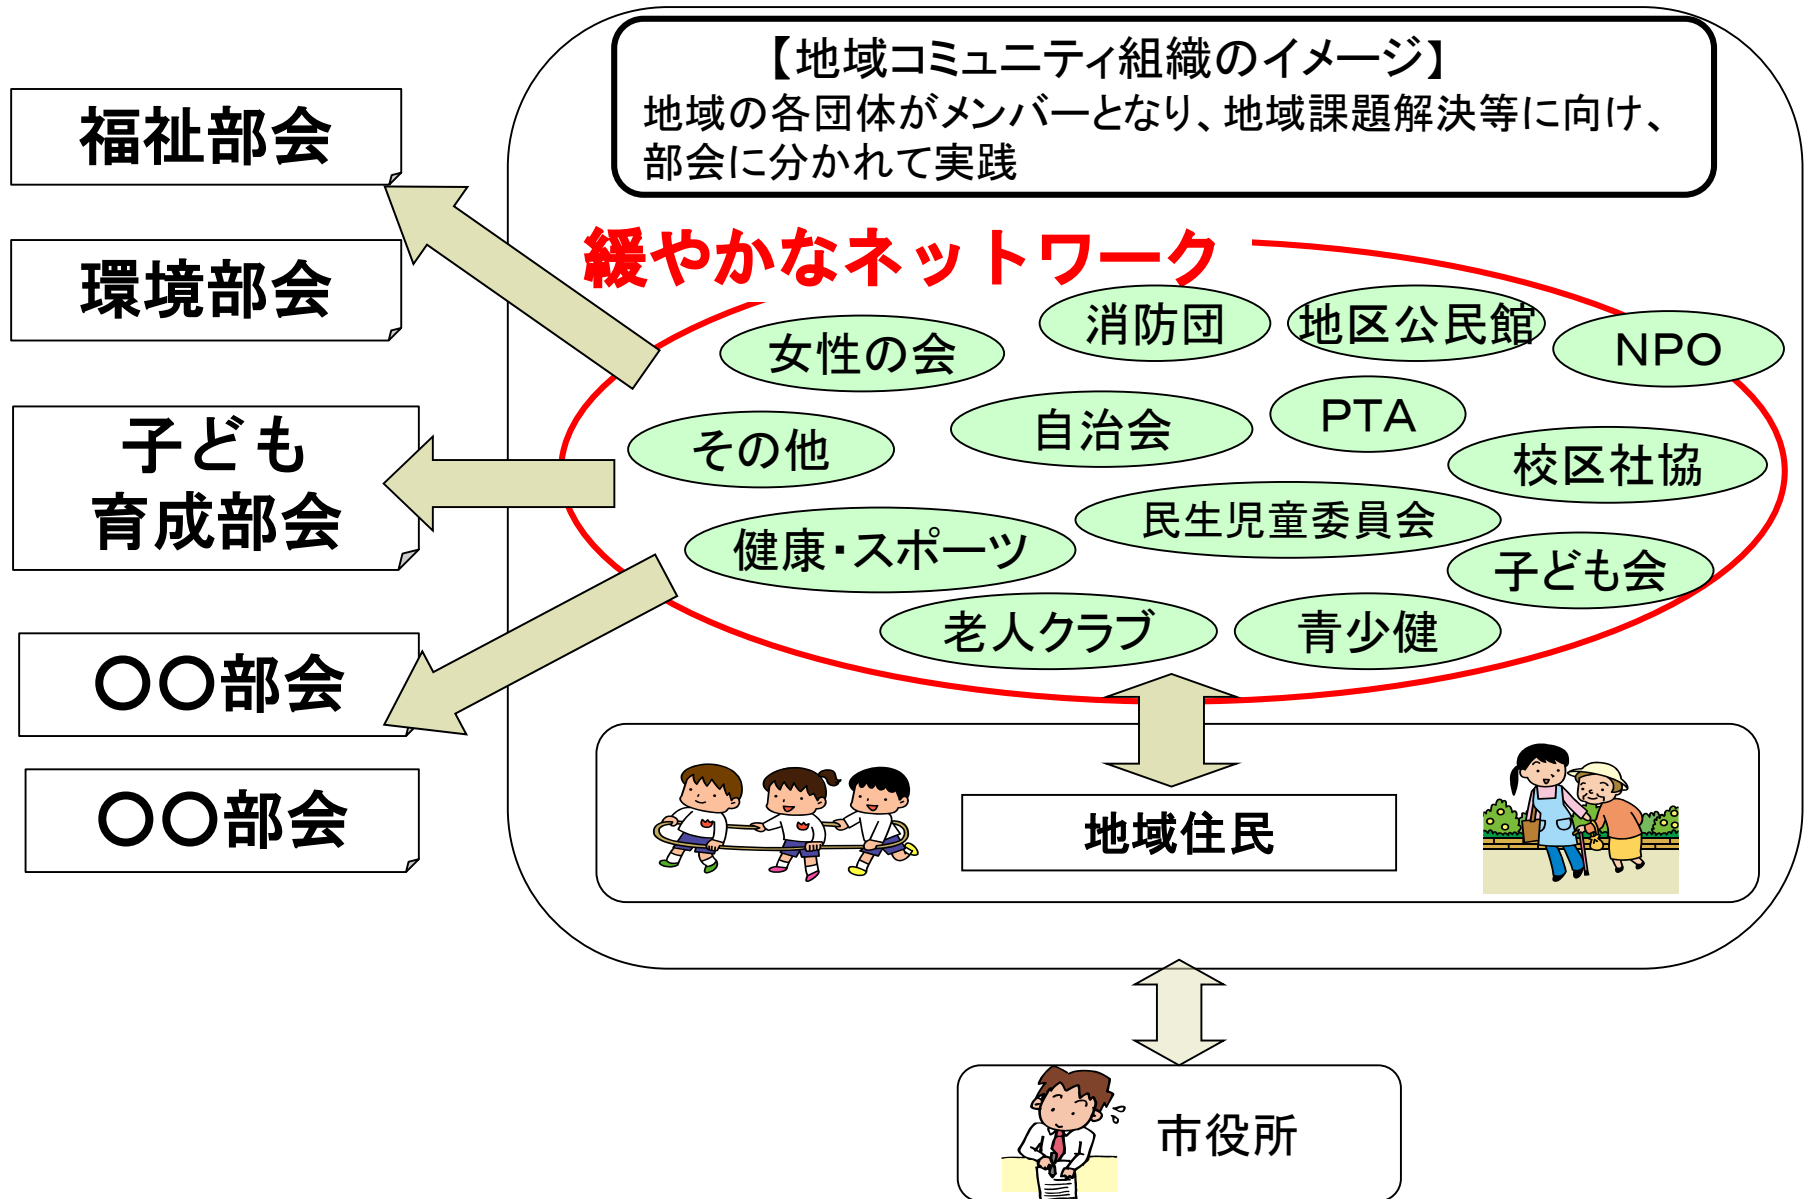 【地域コミュニティ組織のイメージ】
地域の各団体がメンバーとなり、地域課題解決等に向け、
部会に分かれて実践
福祉部会
環境部会
子ども
育成部会
〇〇部会
〇〇部会
緩やかなネットワーク
女性の会
消防団
地区公民館
NPO
その他
自治会
PTA
校区社協
健康・スポーツ
民生児童委員会
子ども会
老人クラブ
青少健
地域住民
市役所